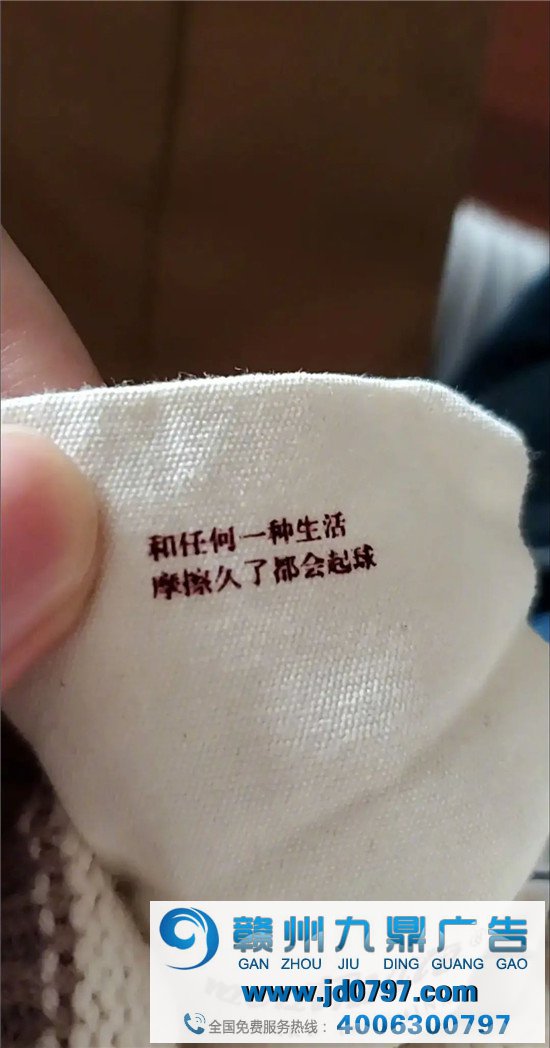 和任何一种生活
摩擦久了都会起球
赣州九鼎广告
GAN ZHOU JIU DING GUANG GAO
www.jd0797.com
全国免费服务热线：4006300797